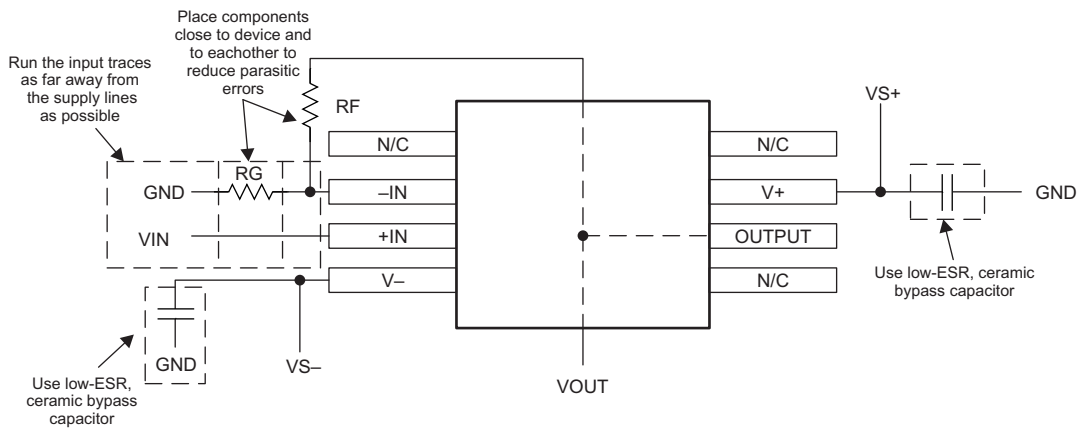 Place components
close to device and
to eachother to
reduce parasitic
errors
Run the input traces
as far away from
the supply lines
as possible
RF
VS+
N/C
N/C
RG
GND
–IN
V+
GND
VIN
+IN
OUTPUT
V–
N/C
Use low-ESR, ceramic
bypass capacitor
GND
VS–
VOUT
Use low-ESR,
ceramic bypass
capacitor